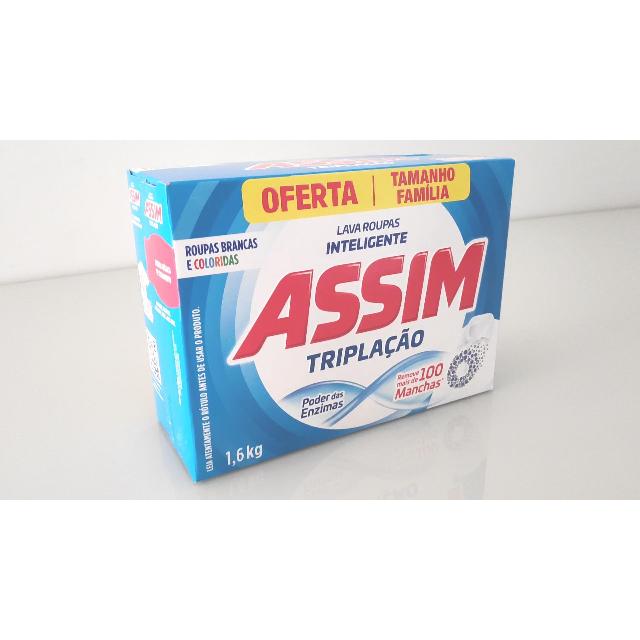 OFERTA
TAMANHO
FAMÍLIA
LAVA ROUPAS
INTELIGENTE
ROUPAS BRANCAS
E COLORIDAS
ASSIM
TRIPLAÇÃO
Poder das
Enzimas
Remove
mais de 100
Manchas*
LEIA ATENTAMENTE O RÓTULO ANTES DE USAR O PRODUTO.
1,6 kg
ASSIM